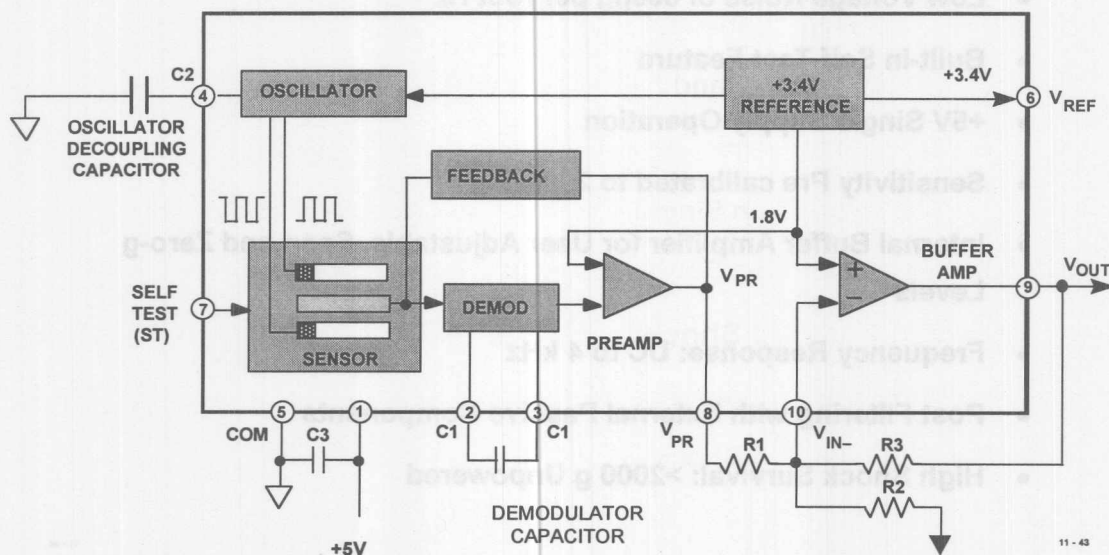 C2
4
OSCILLATOR
+3.4V
REFERENCE
+3.4V
6
VREF
OSCILLATOR
DECOUPLING
CAPACITOR
FEEDBACK
1.8V
SELF
TEST
(ST)
7
DEMOD
VPR
PREAMP
+
−
BUFFER
AMP
9
VOUT
SENSOR
5
1
2
3
8
10
COM
C3
C1
C1
VPR
R1
VIN−
R3
R2
DEMODULATOR
CAPACITOR
+5V
11 - 43
Built-in Self-Test Feature
+5V Single Supply Operation
Sensitivity Pre calibrated to
Internal Buffer Amplifier for User Adjustable
and Zero-g
Levels
Frequency Response: DC to 4 kHz
Post Filtering with External Passive Components
High Shock Survival: >2000 g Unpowered